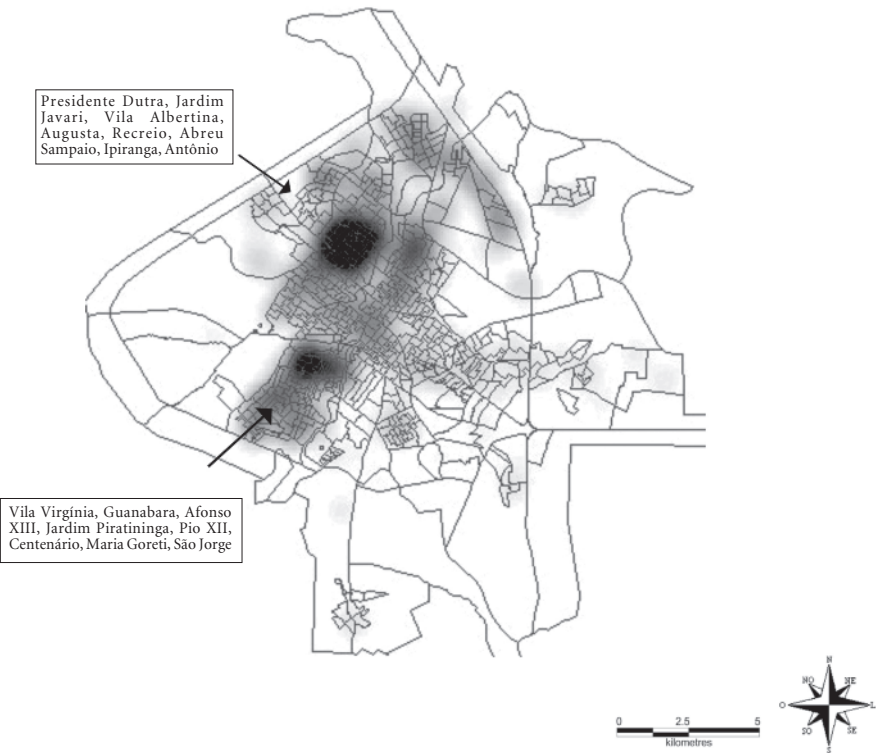 Presidente Dutra, Jardim
Javari, Vila Albertina,
Augusta, Recreio, Abreu
Sampaio, Ipiranga, Antônio
Vila Virgínia, Guanabara, Afonso
XIII, Jardim Piratininga, Pio XII,
Centenário, Maria Goreti, São Jorge
N
NO NE
O L
SO SE
S
0 2.5 5
kilometres